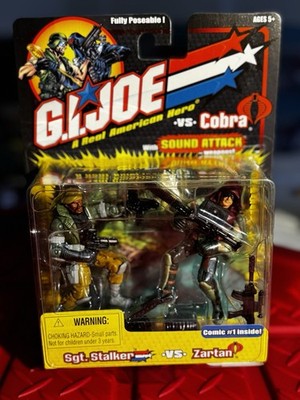 Fully Poseable !
AGES 5+
G.I. JOE
A Real American Hero®
-VS- Cobra
WITH SOUND ATTACK
WARNING:
CHOKING HAZARD-Small parts
Not for children under 3 years.
Comic #1 Inside!
Sgt. Stalker -VS- Zartan